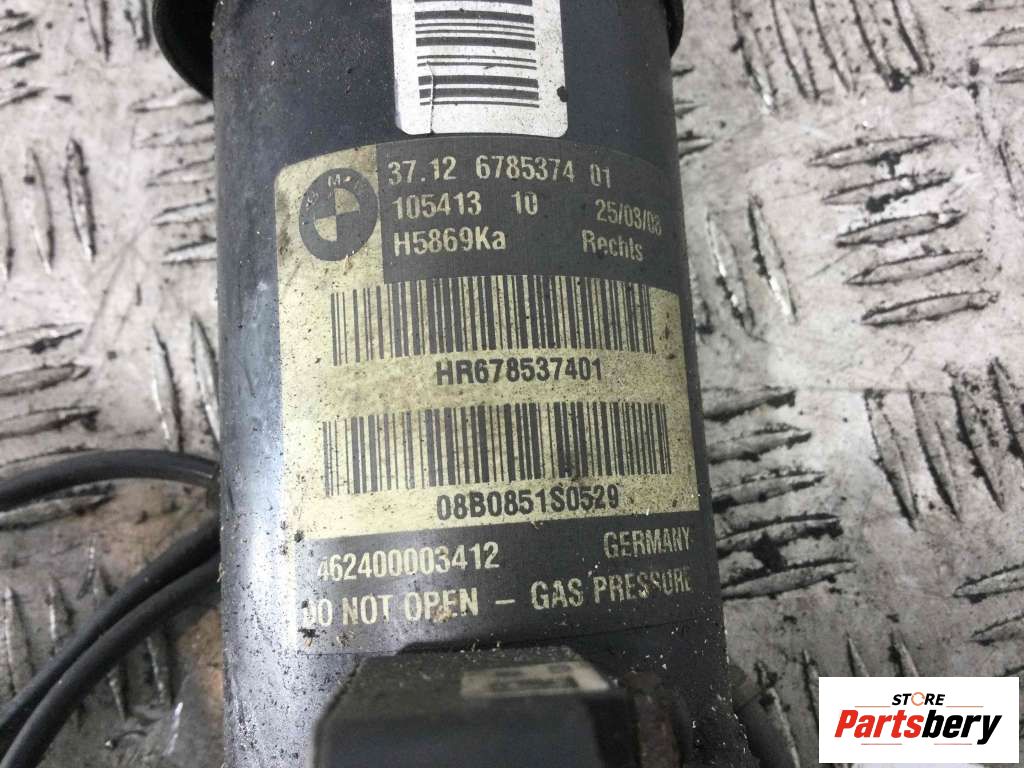 37.12 6785374 01
105413 10 25/03/08
H5869Ka Rechts
HR678537401
08B0851S0529
462400003412 GERMANY
DO NOT OPEN – GAS PRESSURE
STORE
Partsbery